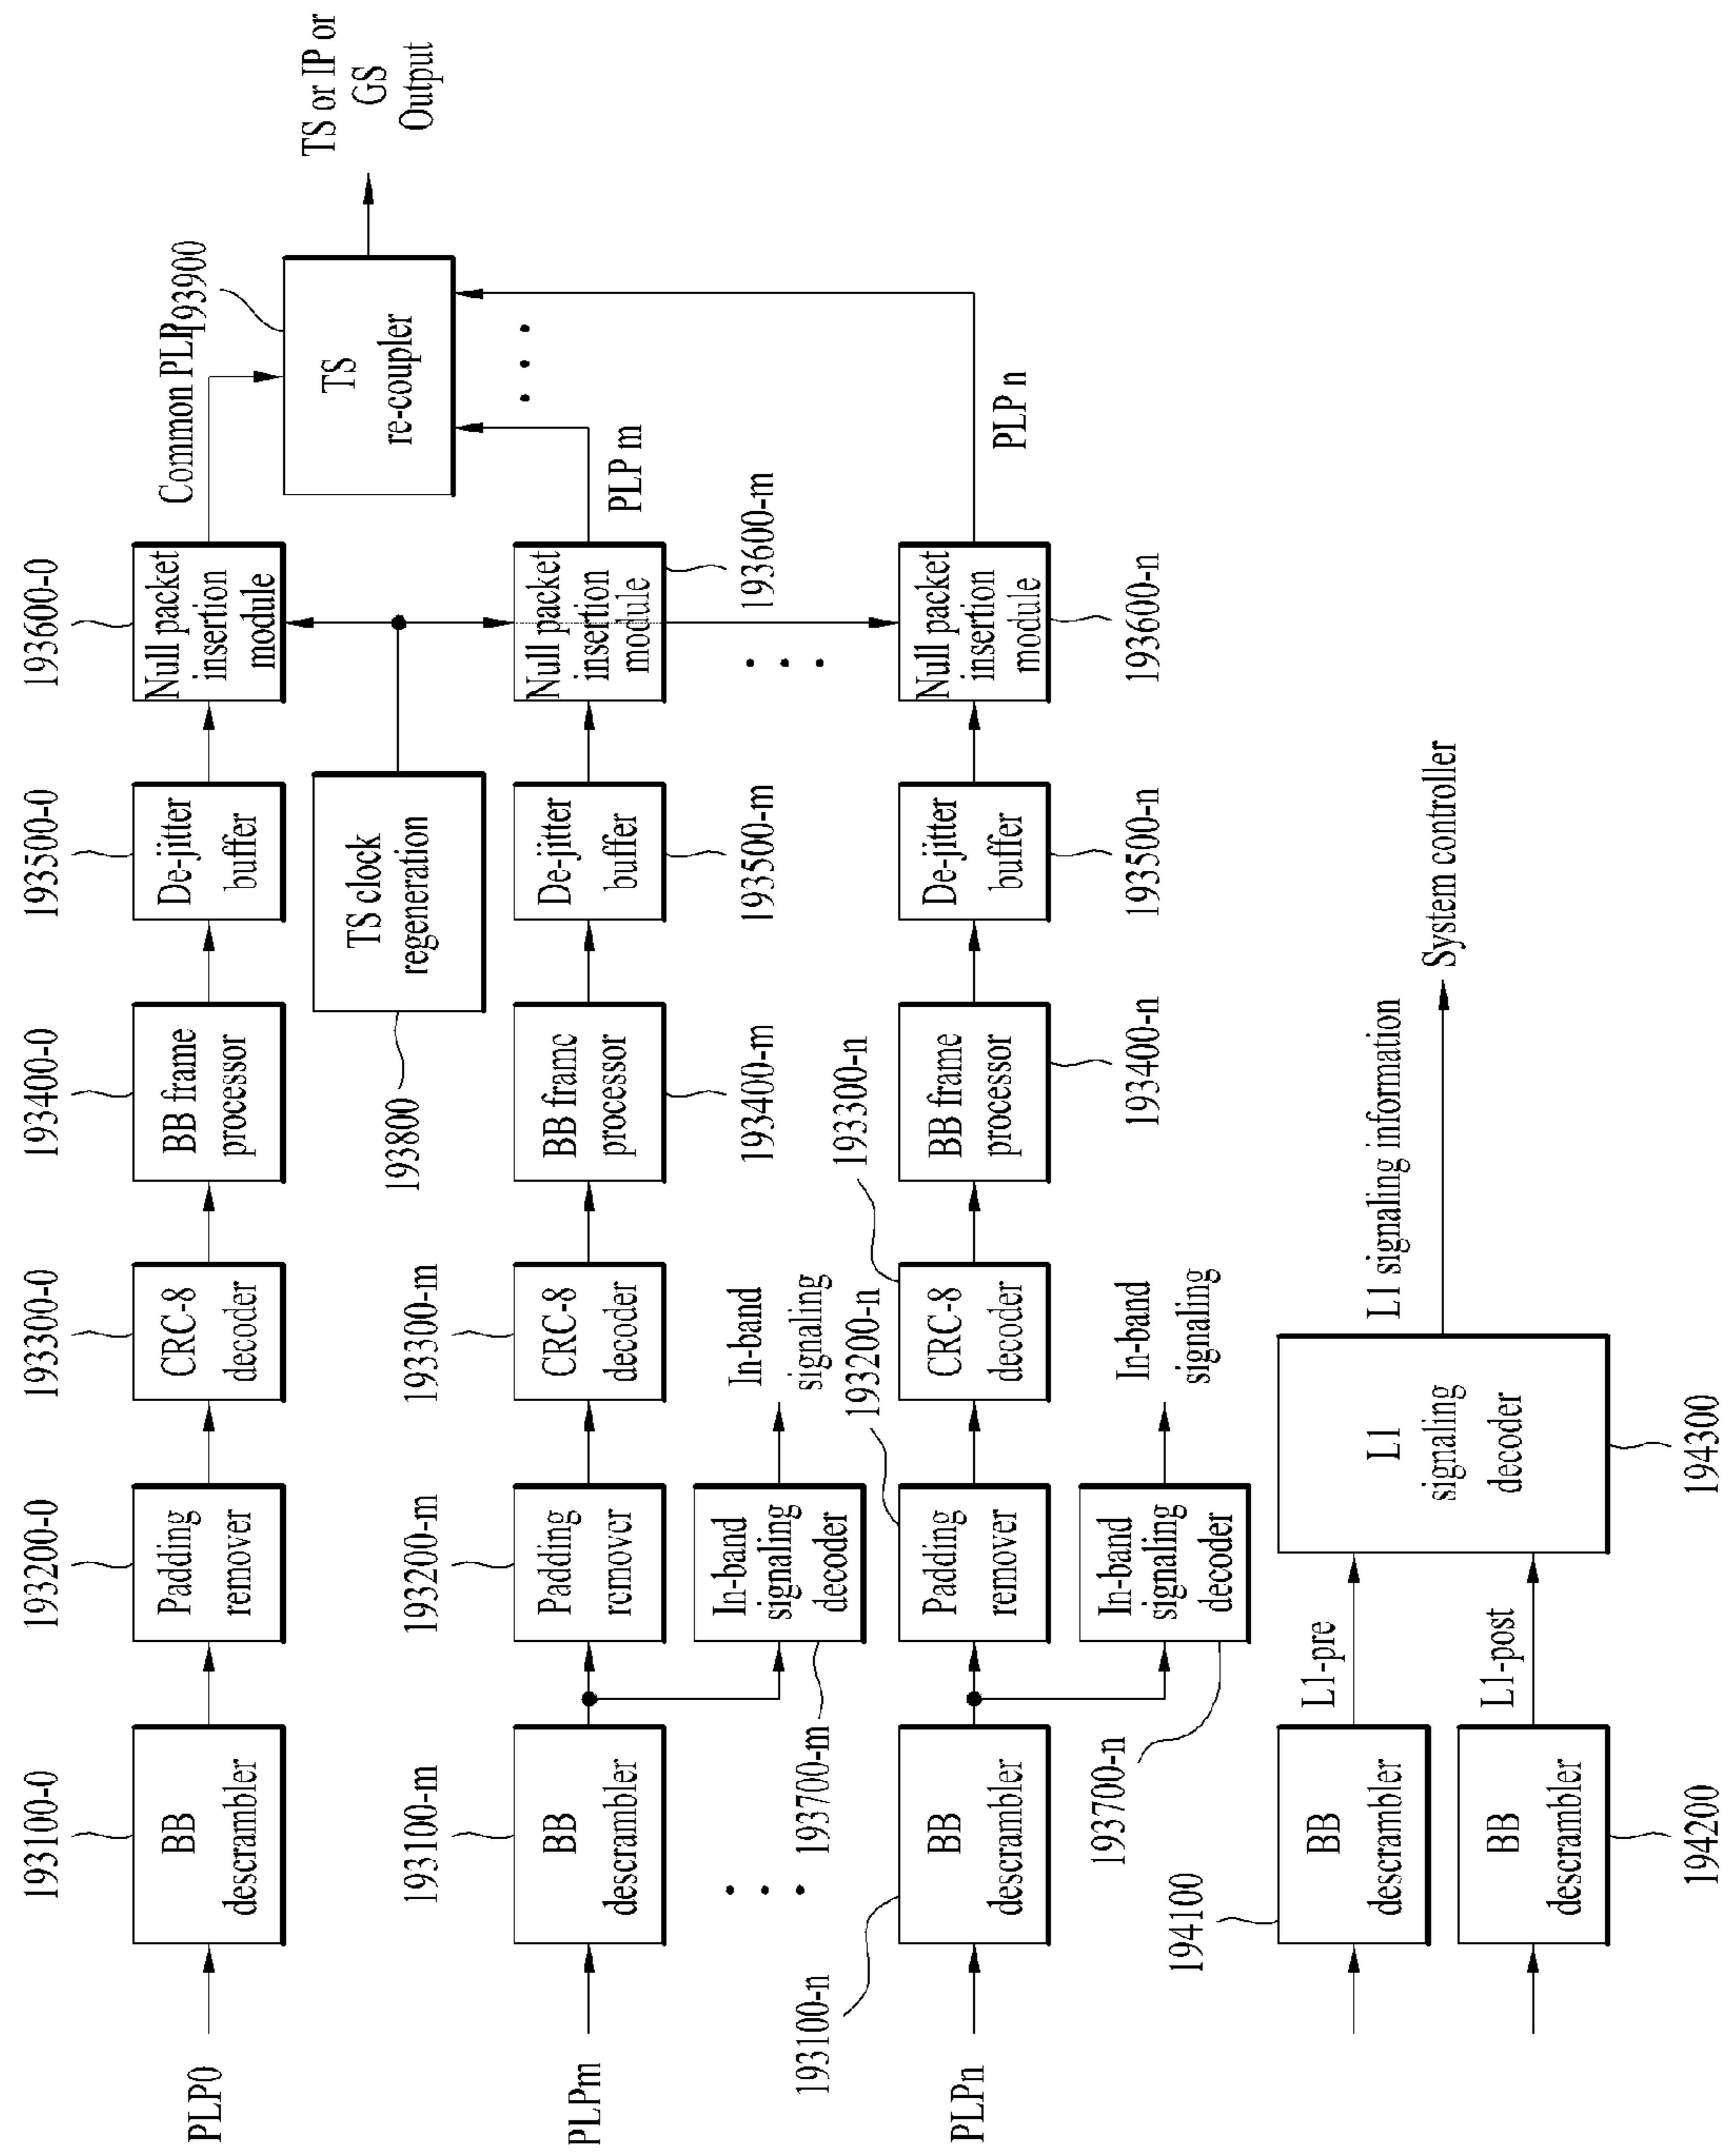 193100-0
193200-0
193300-0
193400-0
193500-0
193600-0
PLP0
BB
descrambler
Padding
remover
CRC-8
decoder
BB frame
processor
De-jitter
buffer
Null packet
insertion
module
Common PLP
193900
TS
re-coupler
TS or IP or
GS
Output
193800
TS clock
regeneration
193100-m
193200-m
193300-m
PLPm
BB
descrambler
Padding
remover
CRC-8
decoder
BB frame
processor
De-jitter
buffer
Null packet
insertion
module
PLP m
193400-m
193500-m
193600-m
In-band
signaling
decoder
In-band
signaling
193700-m
193100-n
193200-n
193300-n
PLPn
BB
descrambler
Padding
remover
CRC-8
decoder
BB frame
processor
De-jitter
buffer
Null packet
insertion
module
PLP n
193400-n
193500-n
193600-n
In-band
signaling
decoder
In-band
signaling
193700-n
194100
BB
descrambler
L1-pre
BB
descrambler
L1-post
194200
L1
signaling
decoder
194300
L1 signaling information
System controller